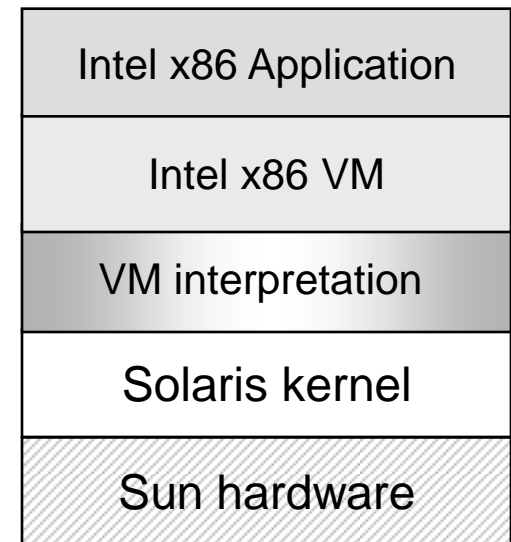 Intel x86 Application
Intel x86 VM
VM interpretation
Solaris kernel
Sun hardware